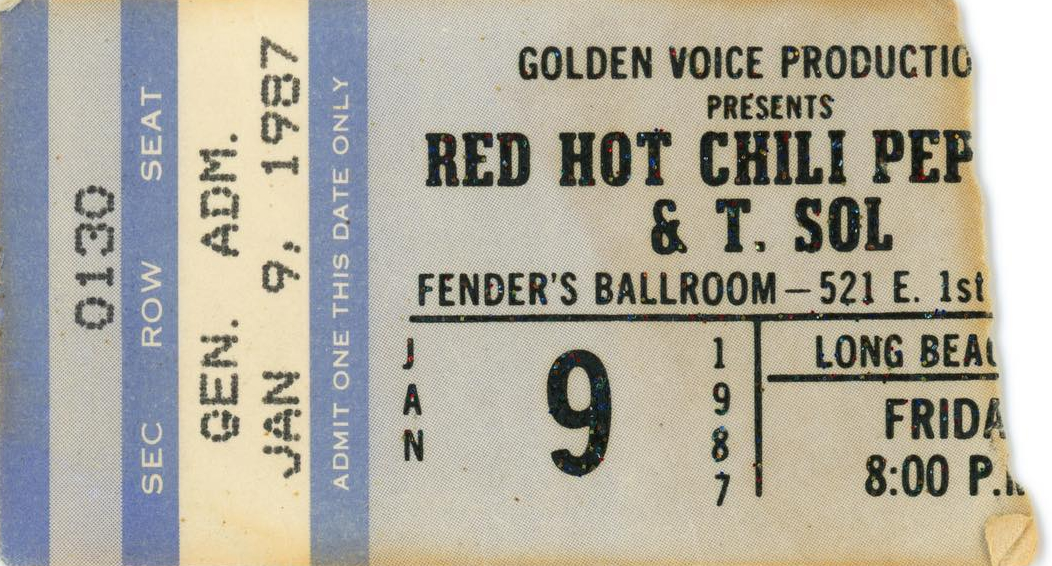 0130
SEC ROW SEAT
GEN. ADM.
JAN 9, 1987
ADMIT ONE THIS DATE ONLY
GOLDEN VOICE PRODUCTIO
PRESENTS
RED HOT CHILI PEP
& T. SOL
FENDER'S BALLROOM – 521 E. 1st
JAN 9 1987
LONG BEAC
FRIDA
8:00 P.M